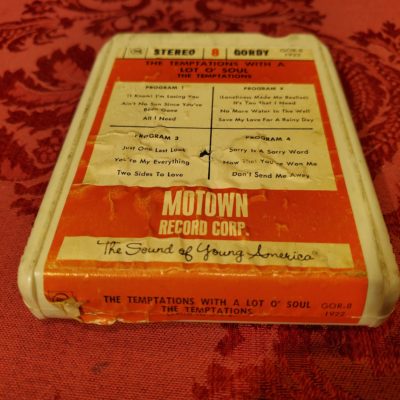 STEREO 8 GORDY
GOR-8
1922
THE TEMPTATIONS WITH A
LOT O' SOUL
THE TEMPTATIONS
PROGRAM 1
(I Know) I'm Losing You
Ain't No Sun Since You've
Been Gone
All I Need
PROGRAM 2
(Loneliness Made Me Realize)
It's You That I Need
No More Water In The Well
Save My Love For A Rainy Day
PROGRAM 3
Just One Last Look
You're My Everything
Two Sides To Love
PROGRAM 4
Sorry Is A Sorry Word
Now That You've Won Me
Don't Send Me Away
MOTOWN
RECORD CORP.
The Sound of Young America
THE TEMPTATIONS WITH A LOT O' SOUL
THE TEMPTATIONS
GOR-8
1922